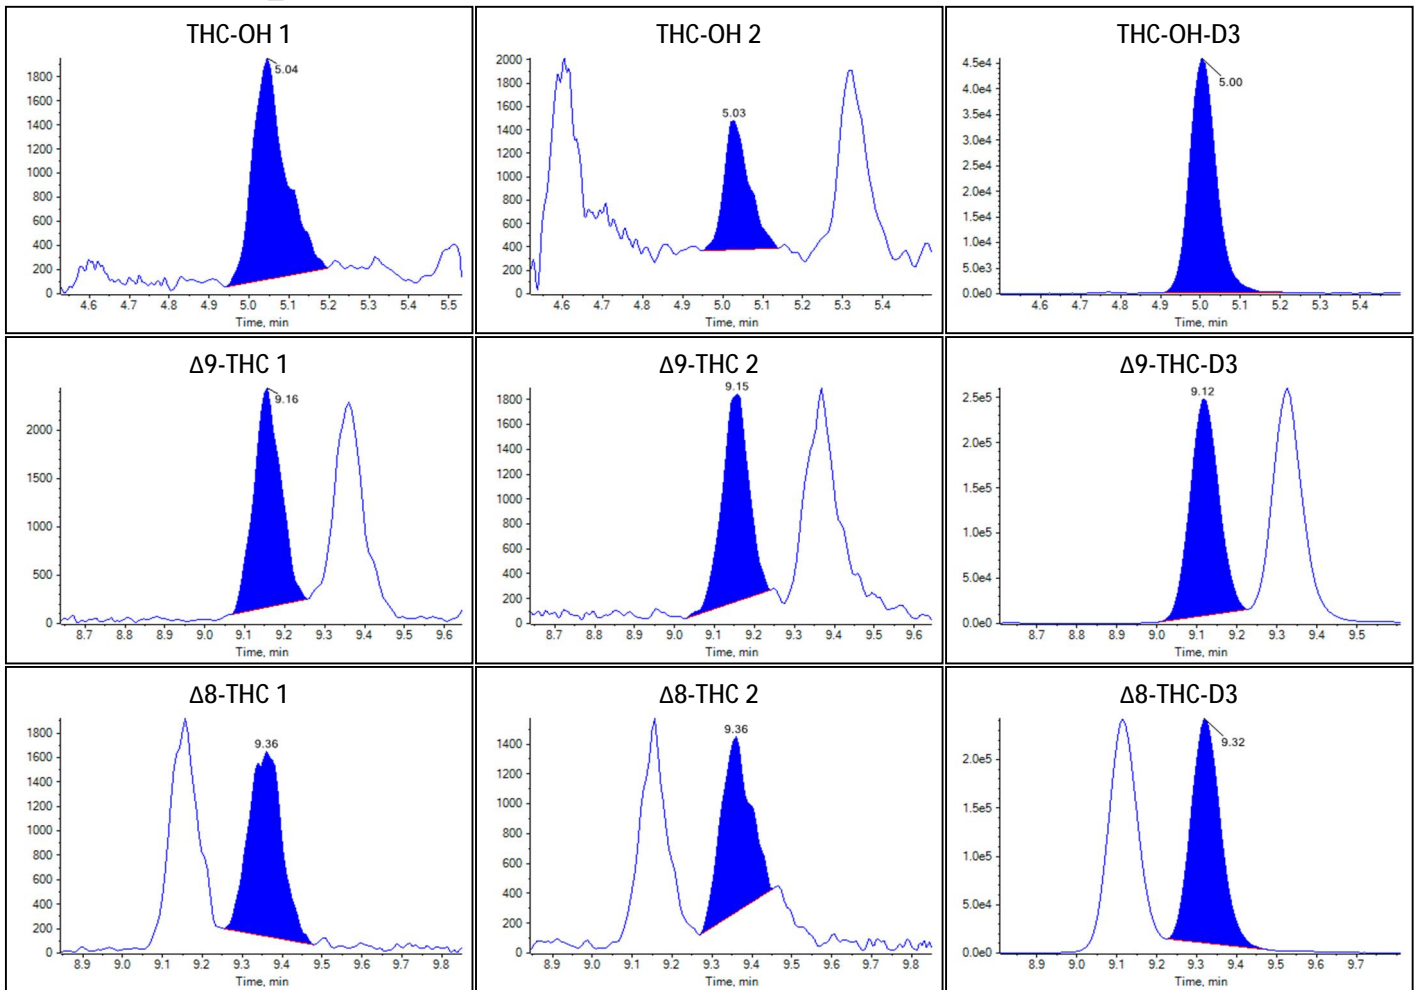 THC-OH 1
5.04
1800
1600
1400
1200
1000
800
600
400
200
0
4.6 4.7 4.8 4.9 5.0 5.1 5.2 5.3 5.4 5.5
Time, min
THC-OH 2
5.03
2000
1800
1600
1400
1200
1000
800
600
400
200
0
4.6 4.7 4.8 4.9 5.0 5.1 5.2 5.3 5.4
Time, min
THC-OH-D3
5.00
4.5e4
4.0e4
3.5e4
3.0e4
2.5e4
2.0e4
1.5e4
1.0e4
5.0e3
0.0e0
4.6 4.7 4.8 4.9 5.0 5.1 5.2 5.3 5.4
Time, min
Δ9-THC 1
9.16
2000
1500
1000
500
0
8.7 8.8 8.9 9.0 9.1 9.2 9.3 9.4 9.5 9.6
Time, min
Δ9-THC 2
9.15
1800
1600
1400
1200
1000
800
600
400
200
0
8.7 8.8 8.9 9.0 9.1 9.2 9.3 9.4 9.5 9.6
Time, min
Δ9-THC-D3
9.12
2.5e5
2.0e5
1.5e5
1.0e5
5.0e4
0.0e0
8.7 8.8 8.9 9.0 9.1 9.2 9.3 9.4 9.5
Time, min
Δ8-THC 1
9.36
1800
1600
1400
1200
1000
800
600
400
200
0
8.9 9.0 9.1 9.2 9.3 9.4 9.5 9.6 9.7 9.8
Time, min
Δ8-THC 2
9.36
1400
1200
1000
800
600
400
200
0
8.9 9.0 9.1 9.2 9.3 9.4 9.5 9.6 9.7 9.8
Time, min
Δ8-THC-D3
9.32
2.0e5
1.5e5
1.0e5
5.0e4
0.0e0
8.9 9.0 9.1 9.2 9.3 9.4 9.5 9.6 9.7
Time, min